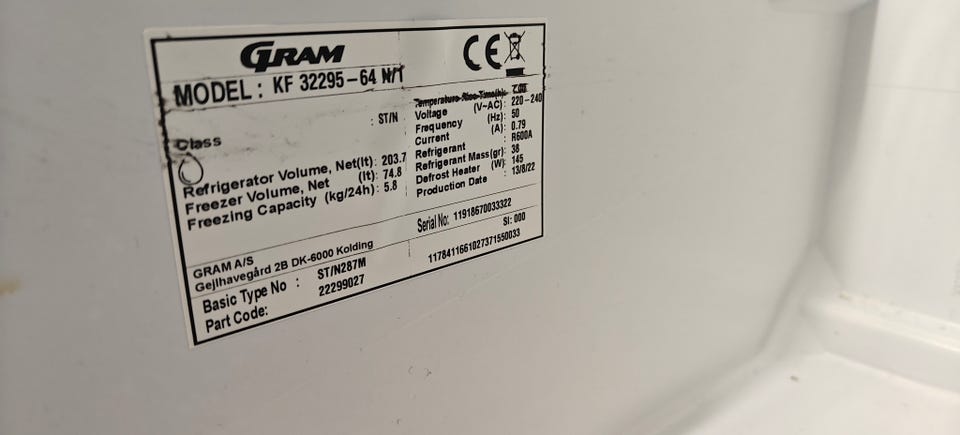 GRAM
CE
MODEL : KF 32295-64 N/1
Class : ST/N
Refrigerator Volume, Net(lt): 203.7
Freezer Volume, Net (lt): 74.8
Freezing Capacity (kg/24h): 5.8
Temperature Rise Time(h):
Voltage (V~AC): 220-240
Frequency (Hz): 50
Current (A): 0.79
Refrigerant : R600A
Refrigerant Mass(gr): 38
Defrost Heater (W): 145
Production Date : 13/8/22
GRAM A/S
Gejlhavegård 2B DK-6000 Kolding
Serial No: 11918670033322
SI: 000
Basic Type No : ST/N287M
Part Code: 22299027
1178411661027371550033